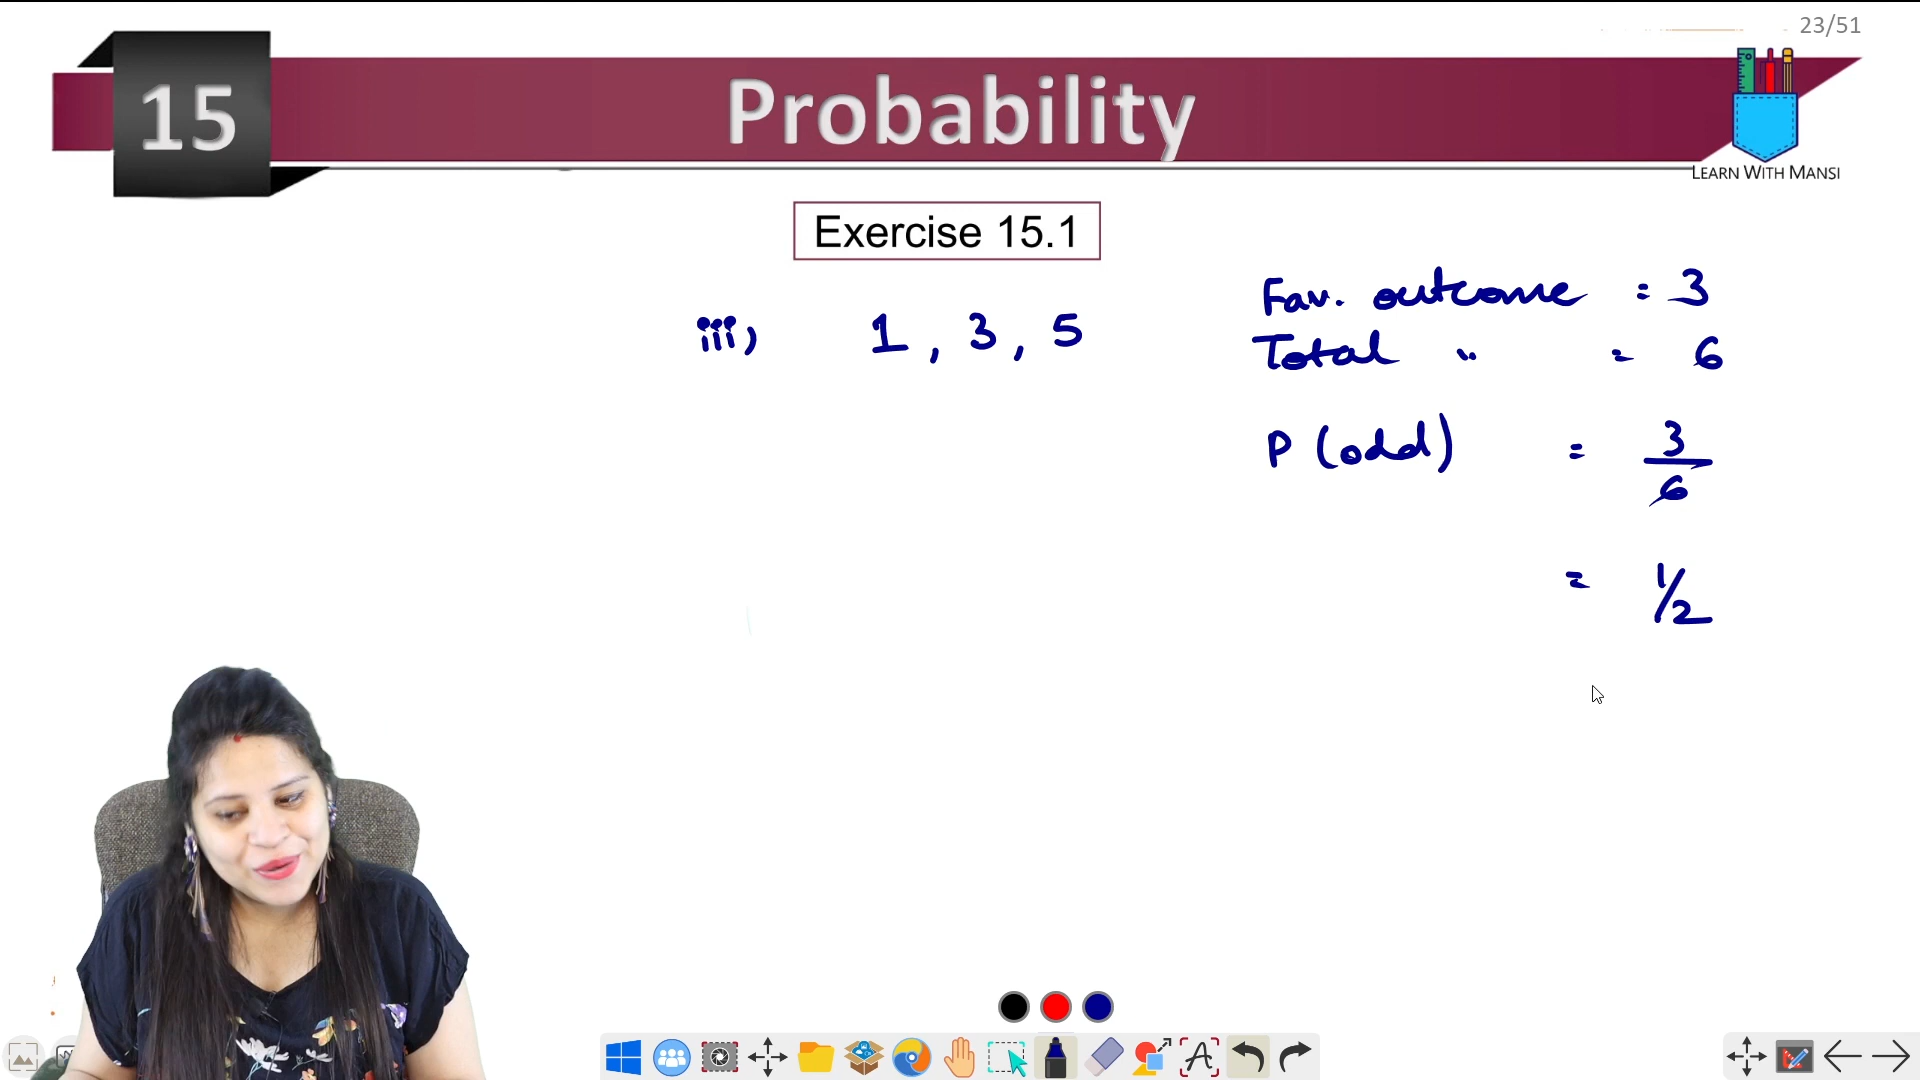 23/51
15
Probability
LEARN WITH MANSI
Exercise 15.1
iii) 1, 3, 5
Fav. outcome = 3
Total " = 6
P (odd) = 3/6
= 1/2